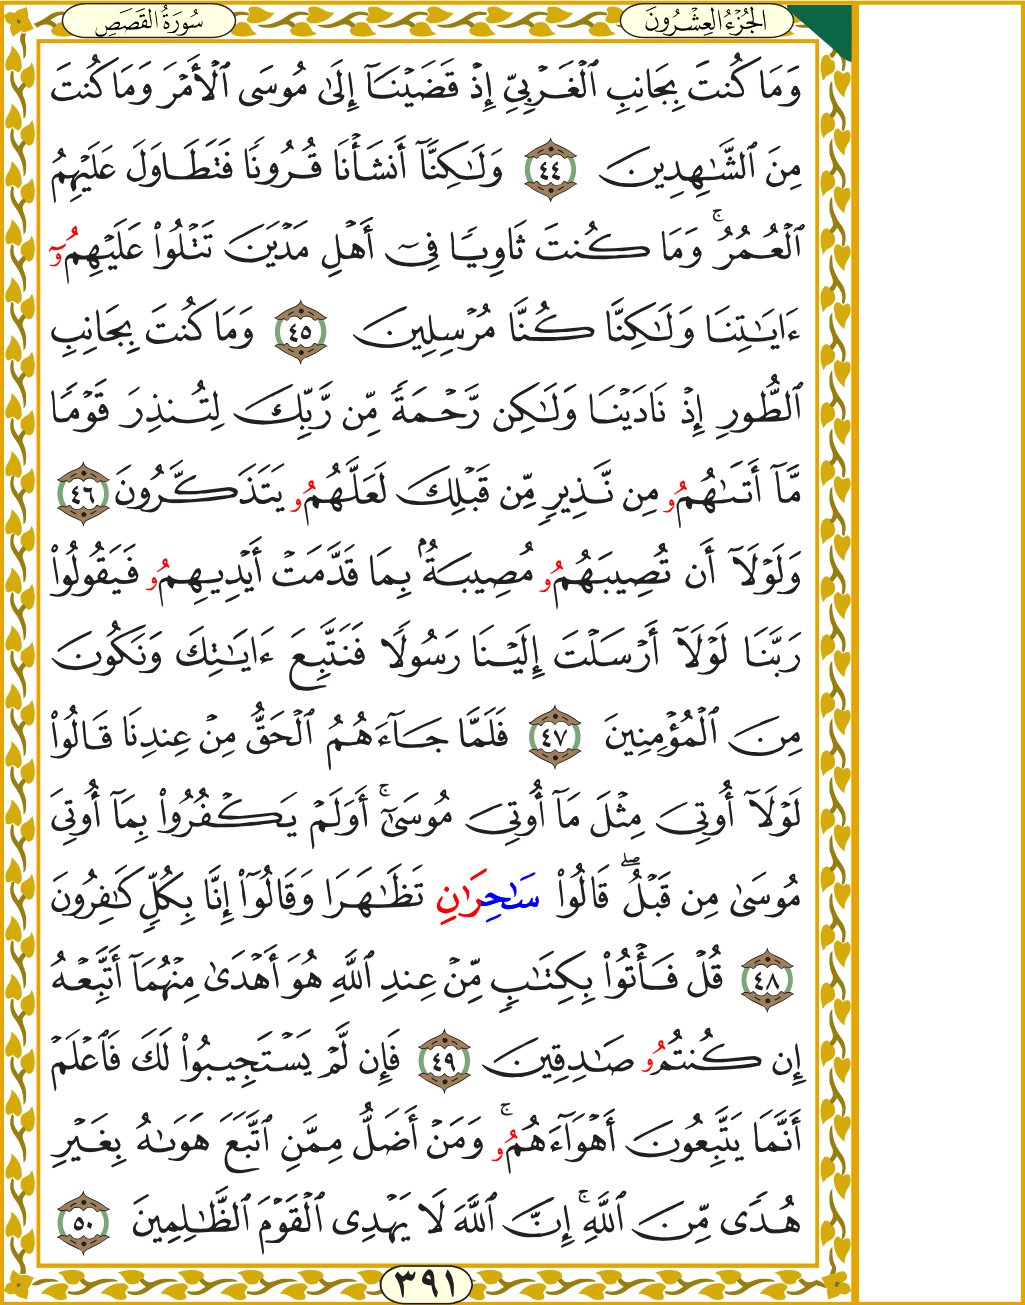 سُورَةُ القَصَصِ
الجُزْءُ العِشْرُونَ
وَمَا كُنتَ بِجَانِبِ ٱلْغَرْبِيِّ إِذْ قَضَيْنَآ إِلَىٰ مُوسَى ٱلْأَمْرَ وَمَا كُنتَ
مِنَ ٱلشَّٰهِدِينَ ٤٤ وَلَٰكِنَّآ أَنشَأْنَا قُرُونًا فَتَطَاوَلَ عَلَيْهِمُ
ٱلْعُمُرُ ۚ وَمَا كُنتَ ثَاوِيًا فِىٓ أَهْلِ مَدْيَنَ تَتْلُوا۟ عَلَيْهِمُۥٓ
ءَايَٰتِنَا وَلَٰكِنَّا كُنَّا مُرْسِلِينَ ٤٥ وَمَا كُنتَ بِجَانِبِ
ٱلطُّورِ إِذْ نَادَيْنَا وَلَٰكِن رَّحْمَةً مِّن رَّبِّكَ لِتُنذِرَ قَوْمًا
مَّآ أَتَىٰهُمُۥ مِن نَّذِيرٍ مِّن قَبْلِكَ لَعَلَّهُمُۥ يَتَذَكَّرُونَ ٤٦
وَلَوْلَآ أَن تُصِيبَهُمُۥ مُصِيبَةٌۢ بِمَا قَدَّمَتْ أَيْدِيهِمُۥ فَيَقُولُوا۟
رَبَّنَا لَوْلَآ أَرْسَلْتَ إِلَيْنَا رَسُولًا فَنَتَّبِعَ ءَايَٰتِكَ وَنَكُونَ
مِنَ ٱلْمُؤْمِنِينَ ٤٧ فَلَمَّا جَآءَهُمُ ٱلْحَقُّ مِنْ عِندِنَا قَالُوا۟
لَوْلَآ أُوتِىَ مِثْلَ مَآ أُوتِىَ مُوسَىٰٓ ۚ أَوَلَمْ يَكْفُرُوا۟ بِمَآ أُوتِىَ
مُوسَىٰ مِن قَبْلُ ۖ قَالُوا۟ سَٰحِرَٰنِ تَظَٰهَرَا وَقَالُوٓا۟ إِنَّا بِكُلٍّ كَٰفِرُونَ
٤٨ قُلْ فَأْتُوا۟ بِكِتَٰبٍ مِّنْ عِندِ ٱللَّهِ هُوَ أَهْدَىٰ مِنْهُمَآ أَتَّبِعْهُ
إِن كُنتُمُۥ صَٰدِقِينَ ٤٩ فَإِن لَّمْ يَسْتَجِيبُوا۟ لَكَ فَٱعْلَمْ
أَنَّمَا يَتَّبِعُونَ أَهْوَآءَهُمُۥ ۚ وَمَنْ أَضَلُّ مِمَّنِ ٱتَّبَعَ هَوَىٰهُ بِغَيْرِ
هُدًى مِّنَ ٱللَّهِ ۚ إِنَّ ٱللَّهَ لَا يَهْدِى ٱلْقَوْمَ ٱلظَّٰلِمِينَ ٥٠
٣٩١